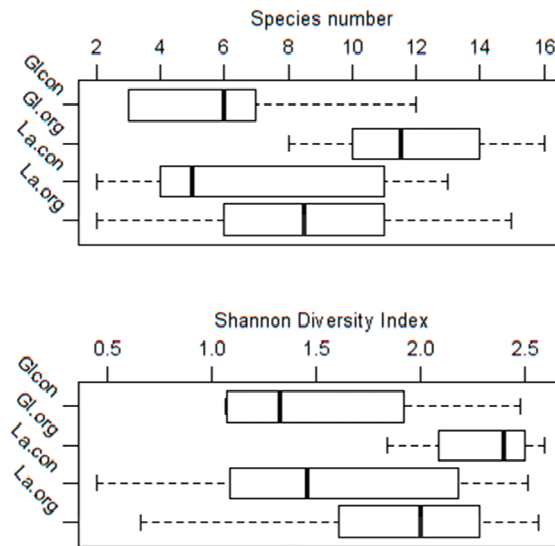 Species number
2 4 6 8 10 12 14 16
Glcon
Gl.org
La.con
La.org
Shannon Diversity Index
0.5 1.0 1.5 2.0 2.5
Glcon
Gl.org
La.con
La.org